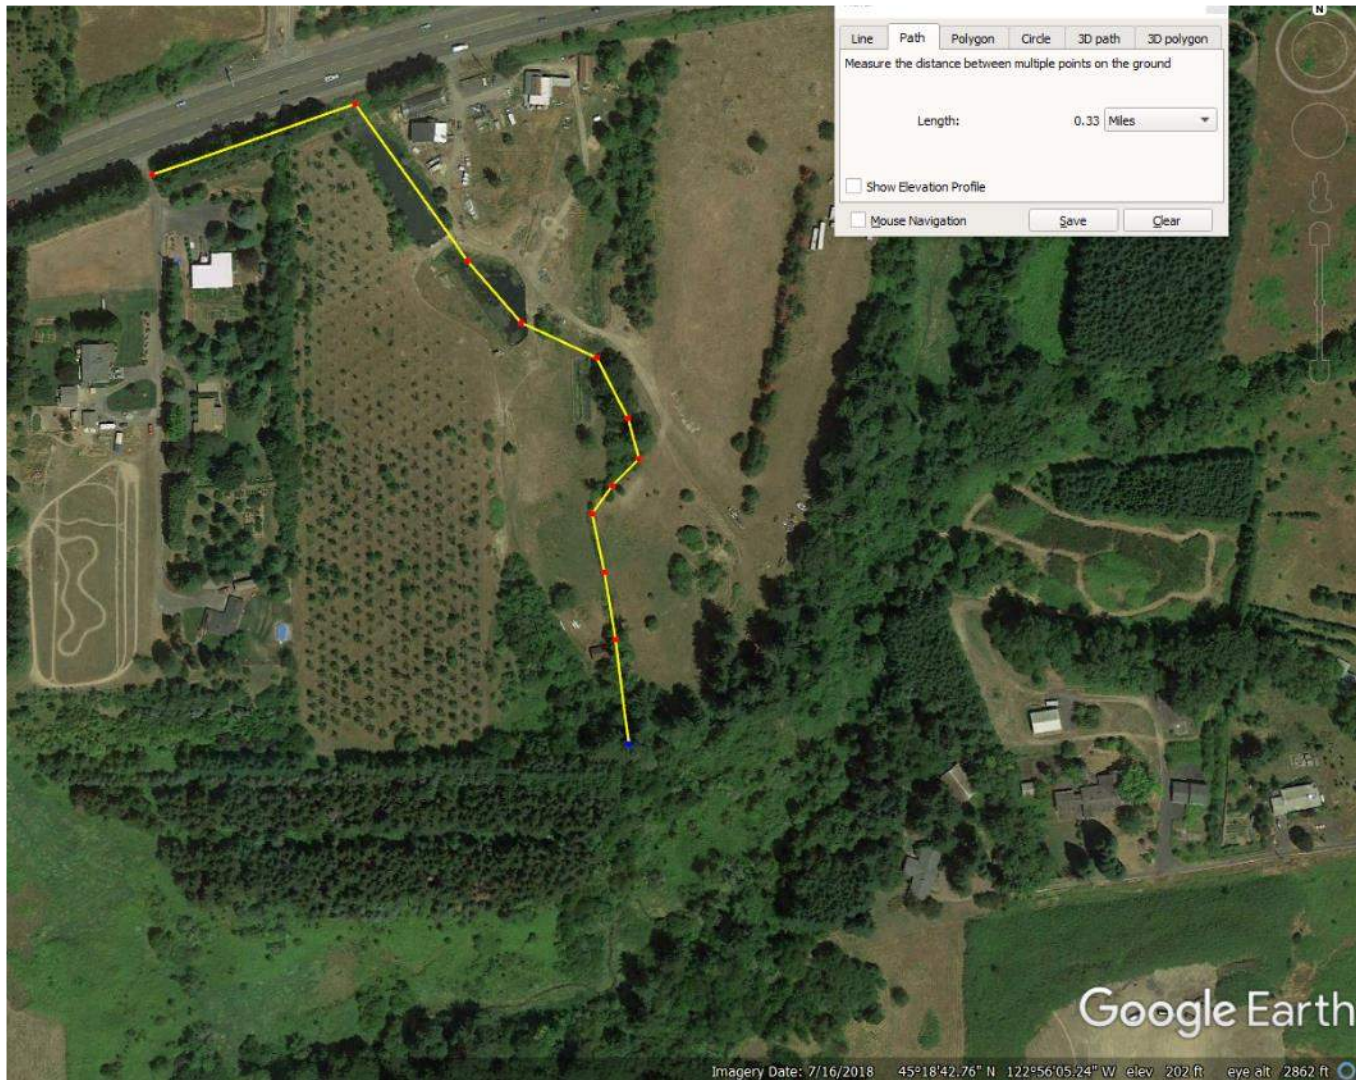 N
Line Path Polygon Circle 3D path 3D polygon
Measure the distance between multiple points on the ground
Length: 0.33 Miles
Show Elevation Profile
Mouse Navigation Save Clear
Google Earth
Imagery Date: 7/16/2018 45°18'42.76" N 122°56'05.24" W elev 202 ft eye alt 2862 ft